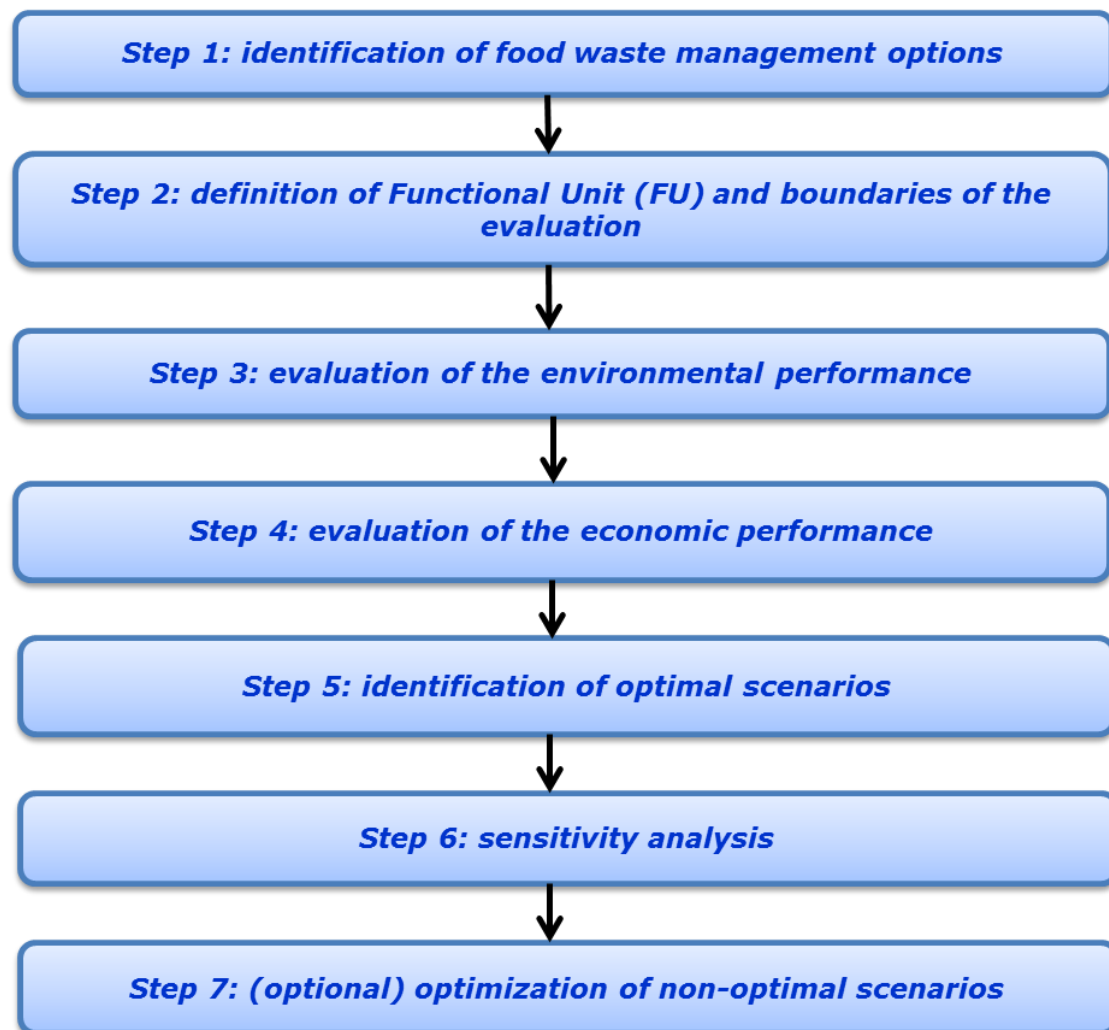 Step 1: identification of food waste management options
Step 2: definition of Functional Unit (FU) and boundaries of the
evaluation
Step 3: evaluation of the environmental performance
Step 4: evaluation of the economic performance
Step 5: identification of optimal scenarios
Step 6: sensitivity analysis
Step 7: (optional) optimization of non-optimal scenarios